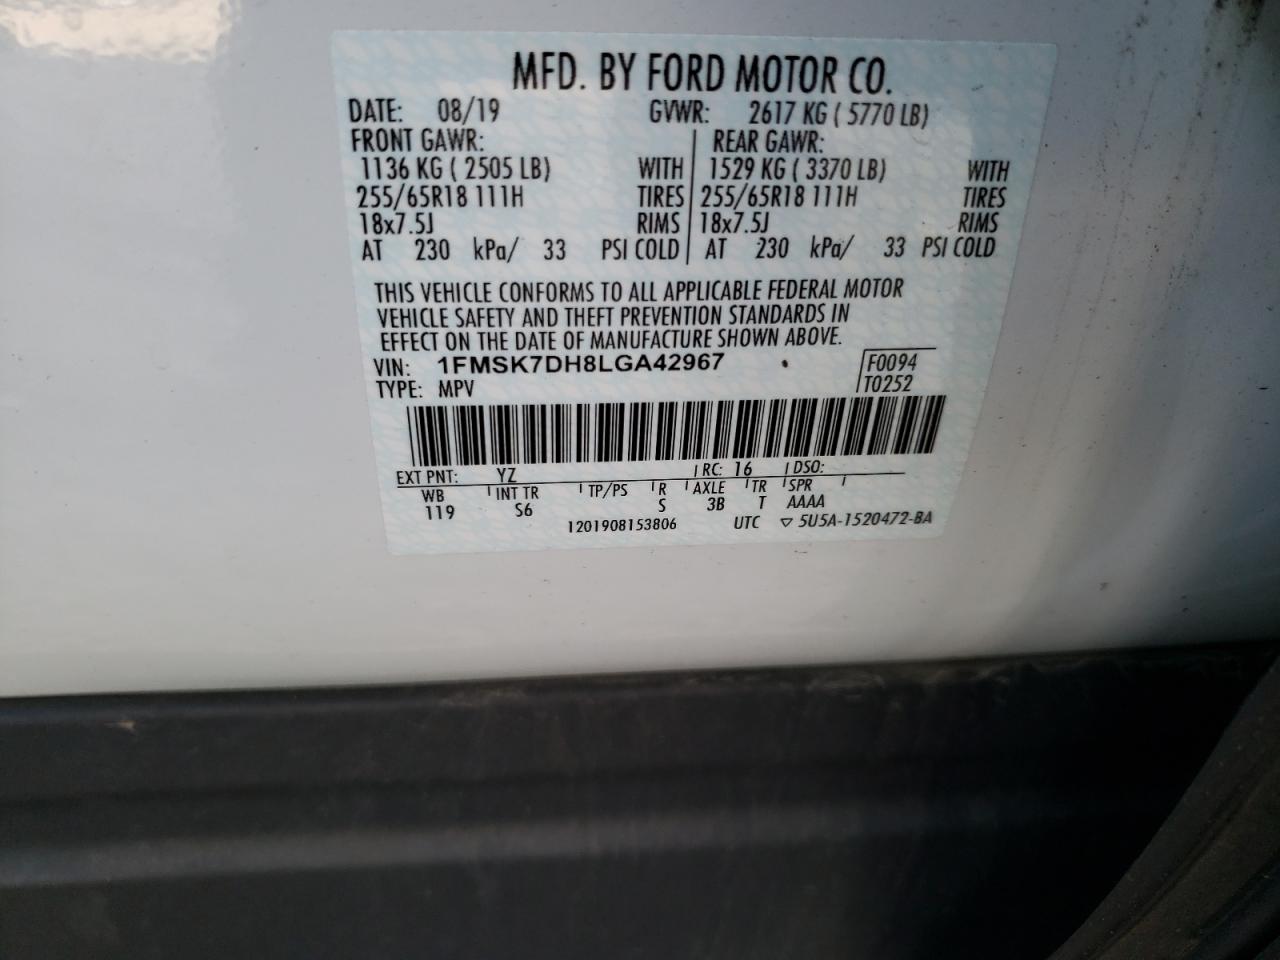 MFD. BY FORD MOTOR CO.
DATE: 08/19 GVWR: 2617 KG ( 5770 LB)
FRONT GAWR: REAR GAWR:
1136 KG ( 2505 LB) WITH 1529 KG ( 3370 LB) WITH
255/65R18 111H TIRES 255/65R18 111H TIRES
18x7.5J RIMS 18x7.5J RIMS
AT 230 kPa/ 33 PSI COLD AT 230 kPa/ 33 PSI COLD
THIS VEHICLE CONFORMS TO ALL APPLICABLE FEDERAL MOTOR
VEHICLE SAFETY AND THEFT PREVENTION STANDARDS IN
EFFECT ON THE DATE OF MANUFACTURE SHOWN ABOVE.
VIN: 1FMSK7DH8LGA42967 F0094
TYPE: MPV T0252
EXT PNT: YZ RC: 16 DSO:
WB INT TR TP/PS R AXLE TR SPR
119 S6 S 3B T AAAA
1201908153806 UTC ▽ 5U5A-1520472-BA